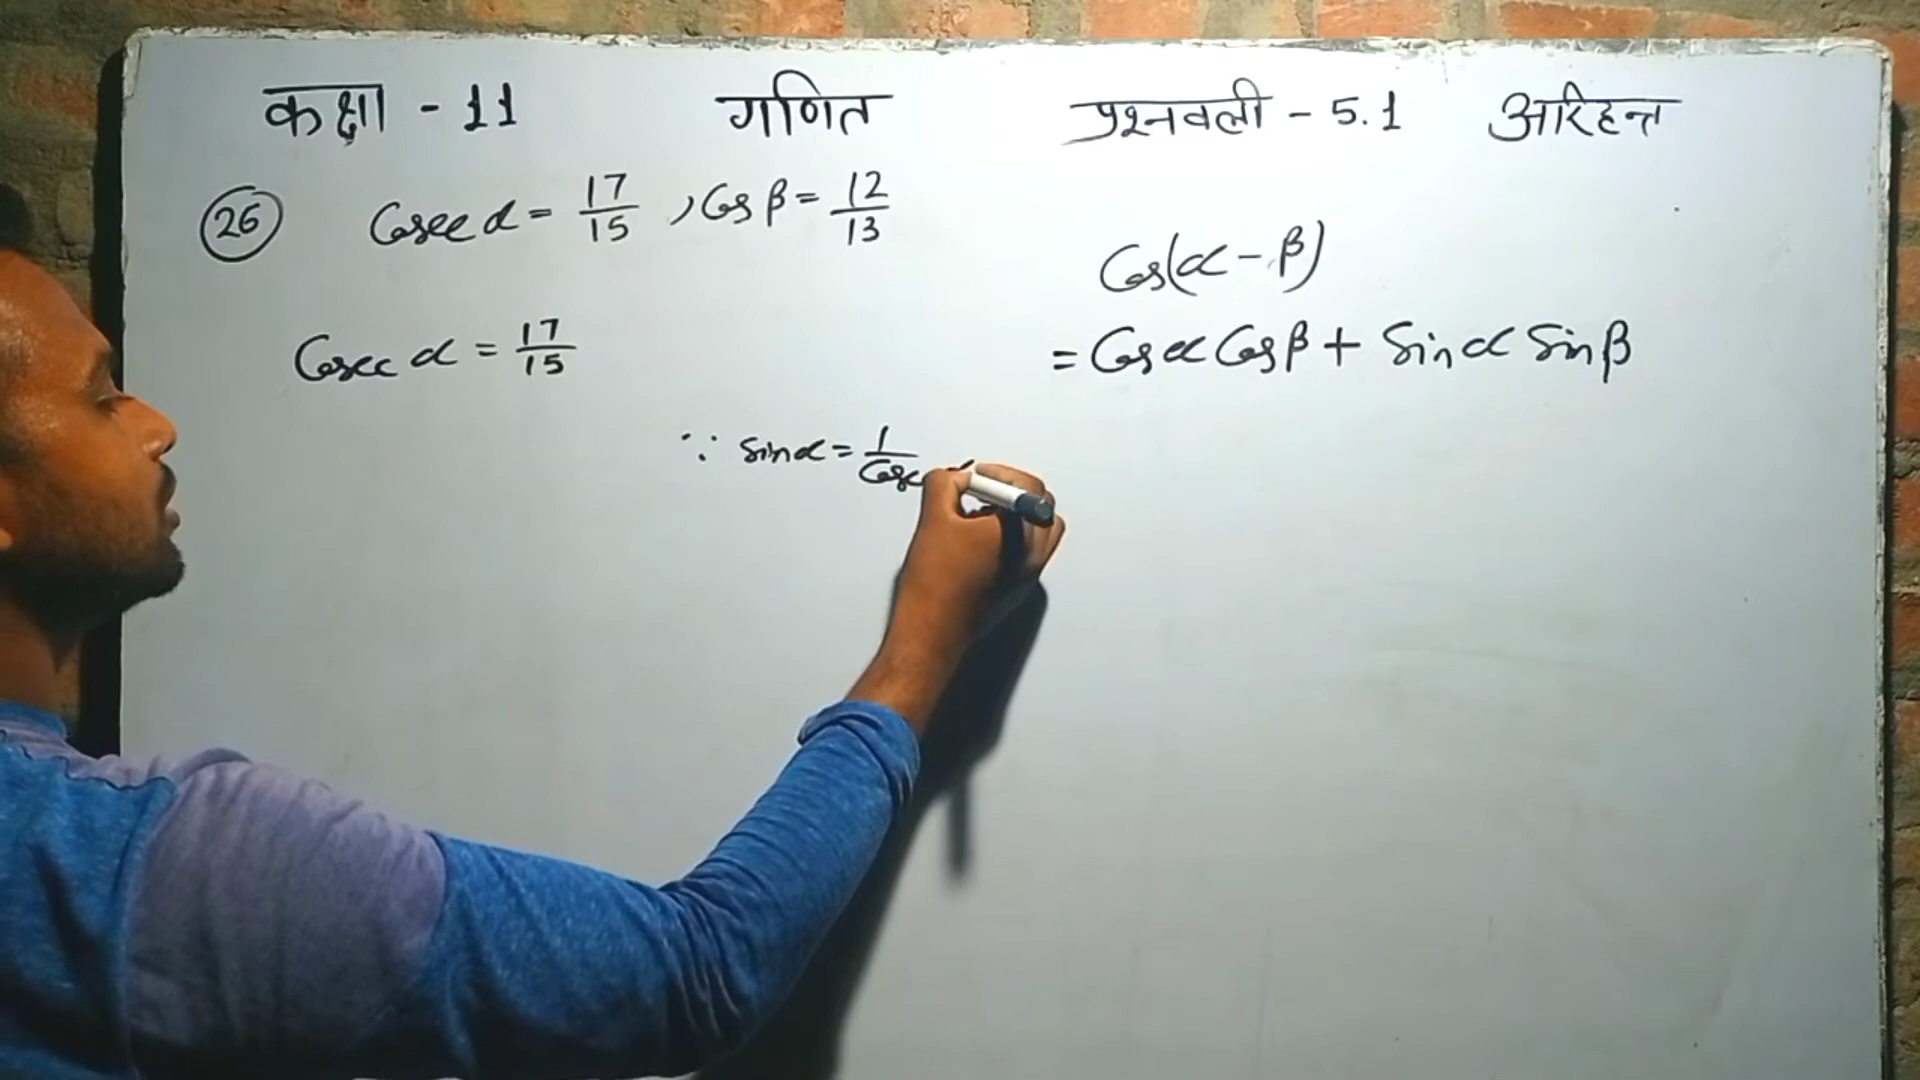 कक्षा - 11 गणित प्रश्नवली - 5.1 अरिहन्त
26 Cosec α = 17/15 , Cos β = 12/13
Cos(α - β)
Cosec α = 17/15
= Cos α Cos β + Sin α Sin β
∵ Sin α = 1/Cosec